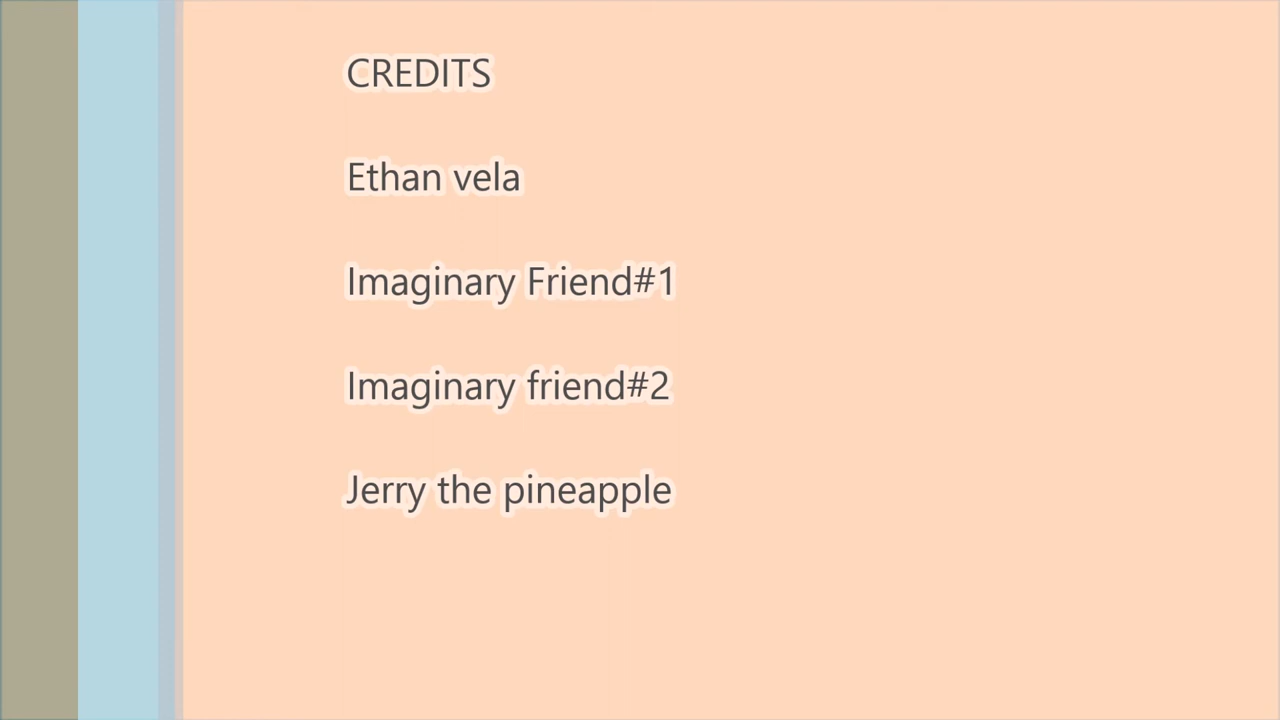 CREDITS
Ethan vela
Imaginary Friend#1
Imaginary friend#2
Jerry the pineapple